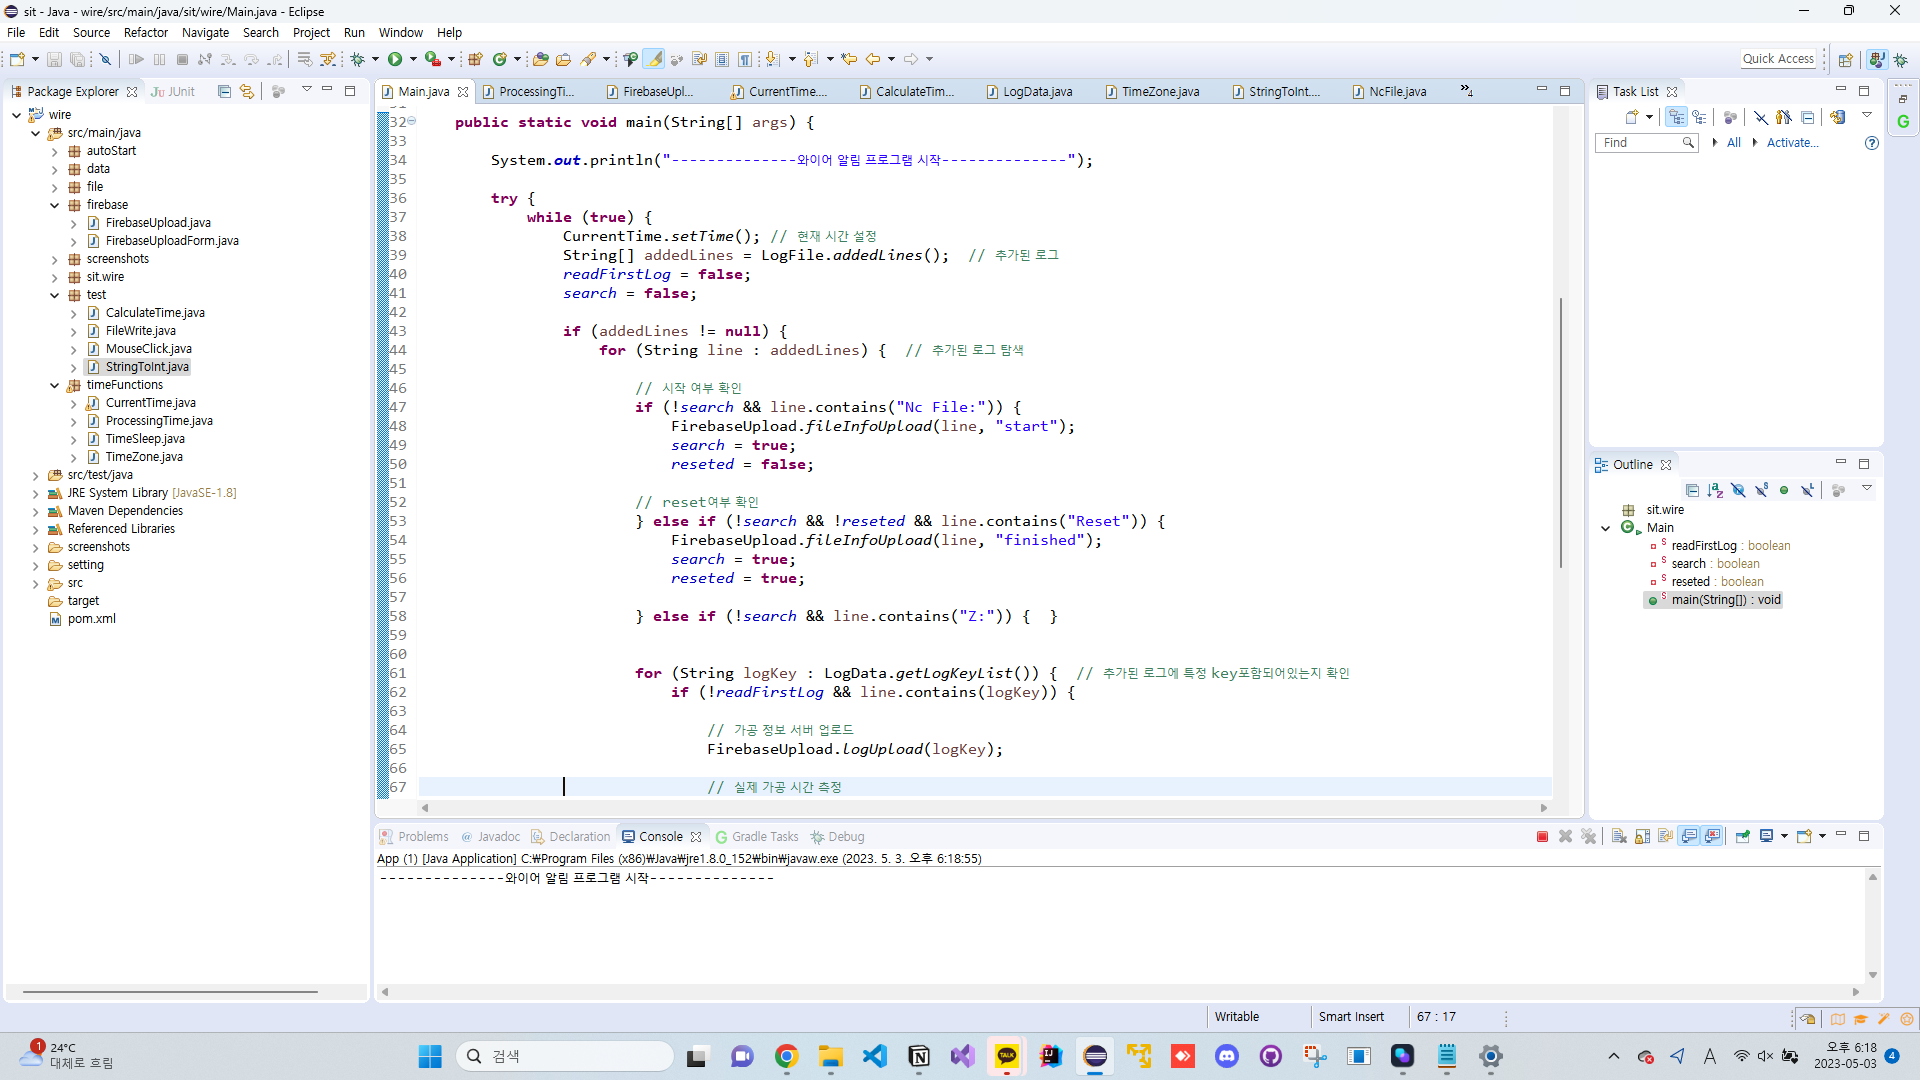 sit - Java - wire/src/main/java/sit/wire/Main.java - Eclipse
File Edit Source Refactor Navigate Search Project Run Window Help
Quick Access
Package Explorer JUnit
wire
src/main/java
autoStart
data
file
firebase
FirebaseUpload.java
FirebaseUploadForm.java
screenshots
sit.wire
test
CalculateTime.java
FileWrite.java
MouseClick.java
StringToInt.java
timeFunctions
CurrentTime.java
ProcessingTime.java
TimeSleep.java
TimeZone.java
src/test/java
JRE System Library [JavaSE-1.8]
Maven Dependencies
Referenced Libraries
screenshots
setting
src
target
pom.xml
Main.java ProcessingTi... FirebaseUpl... CurrentTime.... CalculateTim... LogData.java TimeZone.java StringToInt.... NcFile.java »4
32 public static void main(String[] args) {
33
34 System.out.println("--------------와이어 알림 프로그램 시작--------------");
35
36 try {
37 while (true) {
38 CurrentTime.setTime(); // 현재 시간 설정
39 String[] addedLines = LogFile.addedLines(); // 추가된 로그
40 readFirstLog = false;
41 search = false;
42
43 if (addedLines != null) {
44 for (String line : addedLines) { // 추가된 로그 탐색
45
46 // 시작 여부 확인
47 if (!search && line.contains("Nc File:")) {
48 FirebaseUpload.fileInfoUpload(line, "start");
49 search = true;
50 reseted = false;
51
52 // reset여부 확인
53 } else if (!search && !reseted && line.contains("Reset")) {
54 FirebaseUpload.fileInfoUpload(line, "finished");
55 search = true;
56 reseted = true;
57
58 } else if (!search && line.contains("Z:")) { }
59
60
61 for (String logKey : LogData.getLogKeyList()) { // 추가된 로그에 특정 key포함되어있는지 확인
62 if (!readFirstLog && line.contains(logKey)) {
63
64 // 가공 정보 서버 업로드
65 FirebaseUpload.logUpload(logKey);
66
67 // 실제 가공 시간 측정
Task List
Find All Activate...
Outline
sit.wire
Main
readFirstLog : boolean
search : boolean
reseted : boolean
main(String[]) : void
Problems Javadoc Declaration Console Gradle Tasks Debug
App (1) [Java Application] C:₩Program Files (x86)₩Java₩jre1.8.0_152₩bin₩javaw.exe (2023. 5. 3. 오후 6:18:55)
--------------와이어 알림 프로그램 시작--------------
Writable Smart Insert 67 : 17
1
24°C
대체로 흐림
검색
TALK
A
오후 6:18
2023-05-03
4